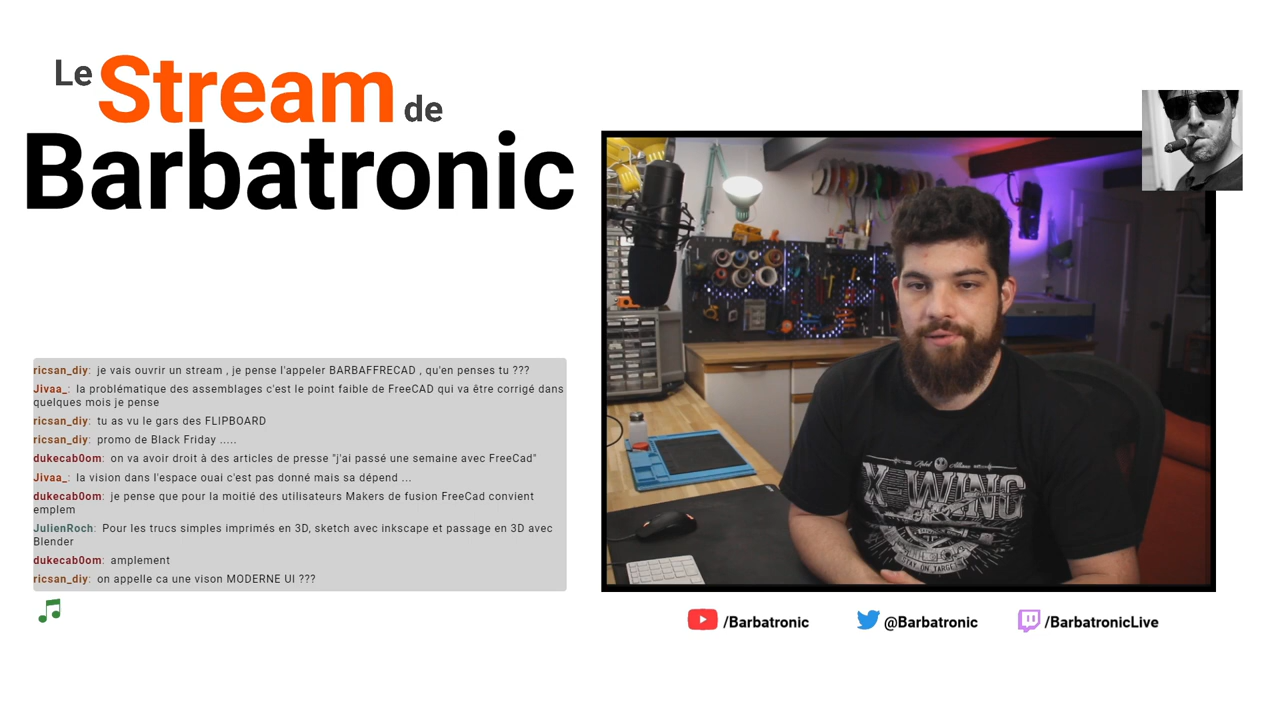 Le Stream de
Barbatronic
ricsan_diy: je vais ouvrir un stream , je pense l'appeler BARBAFFRECAD , qu'en penses tu ???
Jivaa_: la problématique des assemblages c'est le point faible de FreeCAD qui va être corrigé dans
quelques mois je pense
ricsan_diy: tu as vu le gars des FLIPBOARD
ricsan_diy: promo de Black Friday .....
dukecab0om: on va avoir droit à des articles de presse "j'ai passé une semaine avec FreeCad"
Jivaa_: la vision dans l'espace ouai c'est pas donné mais sa dépend ...
dukecab0om: je pense que pour la moitié des utilisateurs Makers de fusion FreeCad convient
emplem
JulienRoch: Pour les trucs simples imprimés en 3D, sketch avec inkscape et passage en 3D avec
Blender
dukecab0om: amplement
ricsan_diy: on appelle ca une vison MODERNE UI ???
X-WING
STAY ON TARGET
/Barbatronic
@Barbatronic
/BarbatronicLive